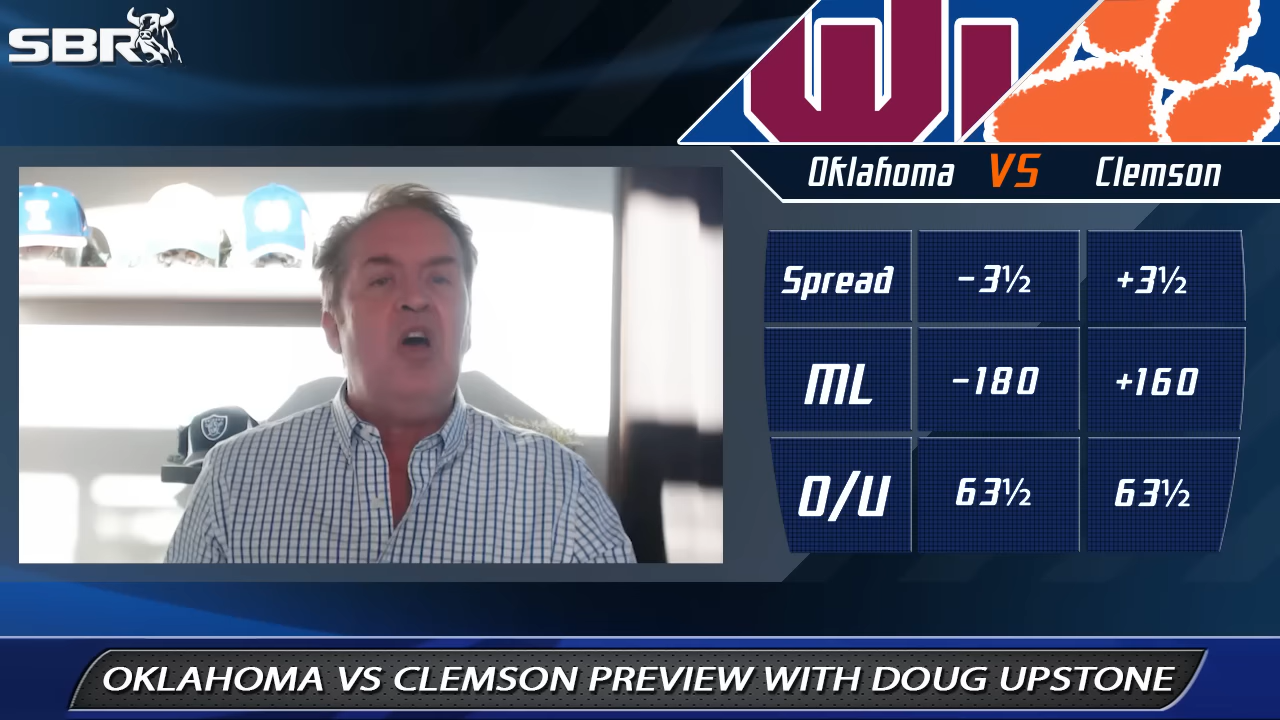 SBR
Oklahoma VS Clemson
Spread -3½ +3½
ML -180 +160
O/U 63½ 63½
OKLAHOMA VS CLEMSON PREVIEW WITH DOUG UPSTONE